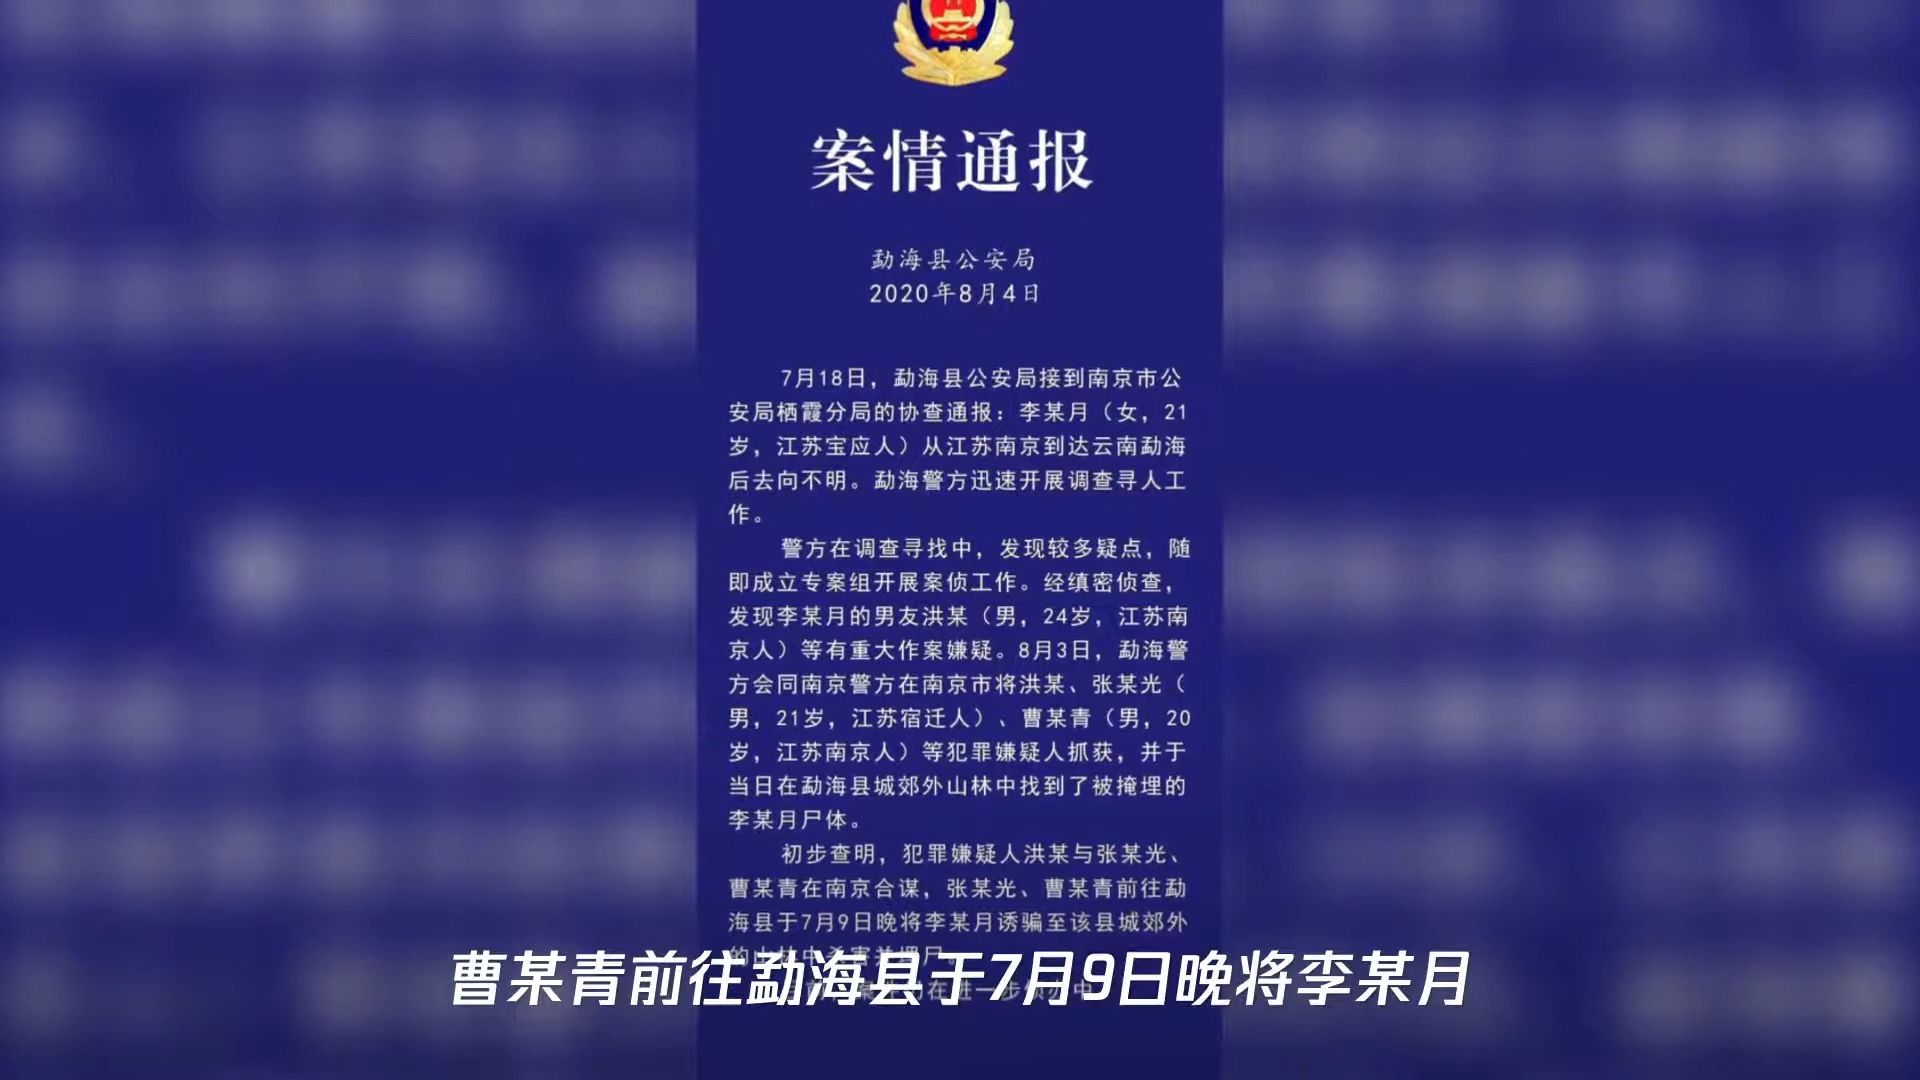 案情通报
勐海县公安局
2020年8月4日
7月18日，勐海县公安局接到南京市公
安局栖霞分局的协查通报：李某月（女，21
岁，江苏宝应人）从江苏南京到达云南勐海
后去向不明。勐海警方迅速开展调查寻人工
作。
警方在调查寻找中，发现较多疑点，随
即成立专案组开展案侦工作。经缜密侦查，
发现李某月的男友洪某（男，24岁，江苏南
京人）等有重大作案嫌疑。8月3日，勐海警
方会同南京警方在南京市将洪某、张某光（
男，21岁，江苏宿迁人）、曹某青（男，20
岁，江苏南京人）等犯罪嫌疑人抓获，并于
当日在勐海县城郊外山林中找到了被掩埋的
李某月尸体。
初步查明，犯罪嫌疑人洪某与张某光、
曹某青在南京合谋，张某光、曹某青前往勐
海县于7月9日晚将李某月诱骗至该县城郊外
曹某青前往勐海县于7月9日晚将李某月